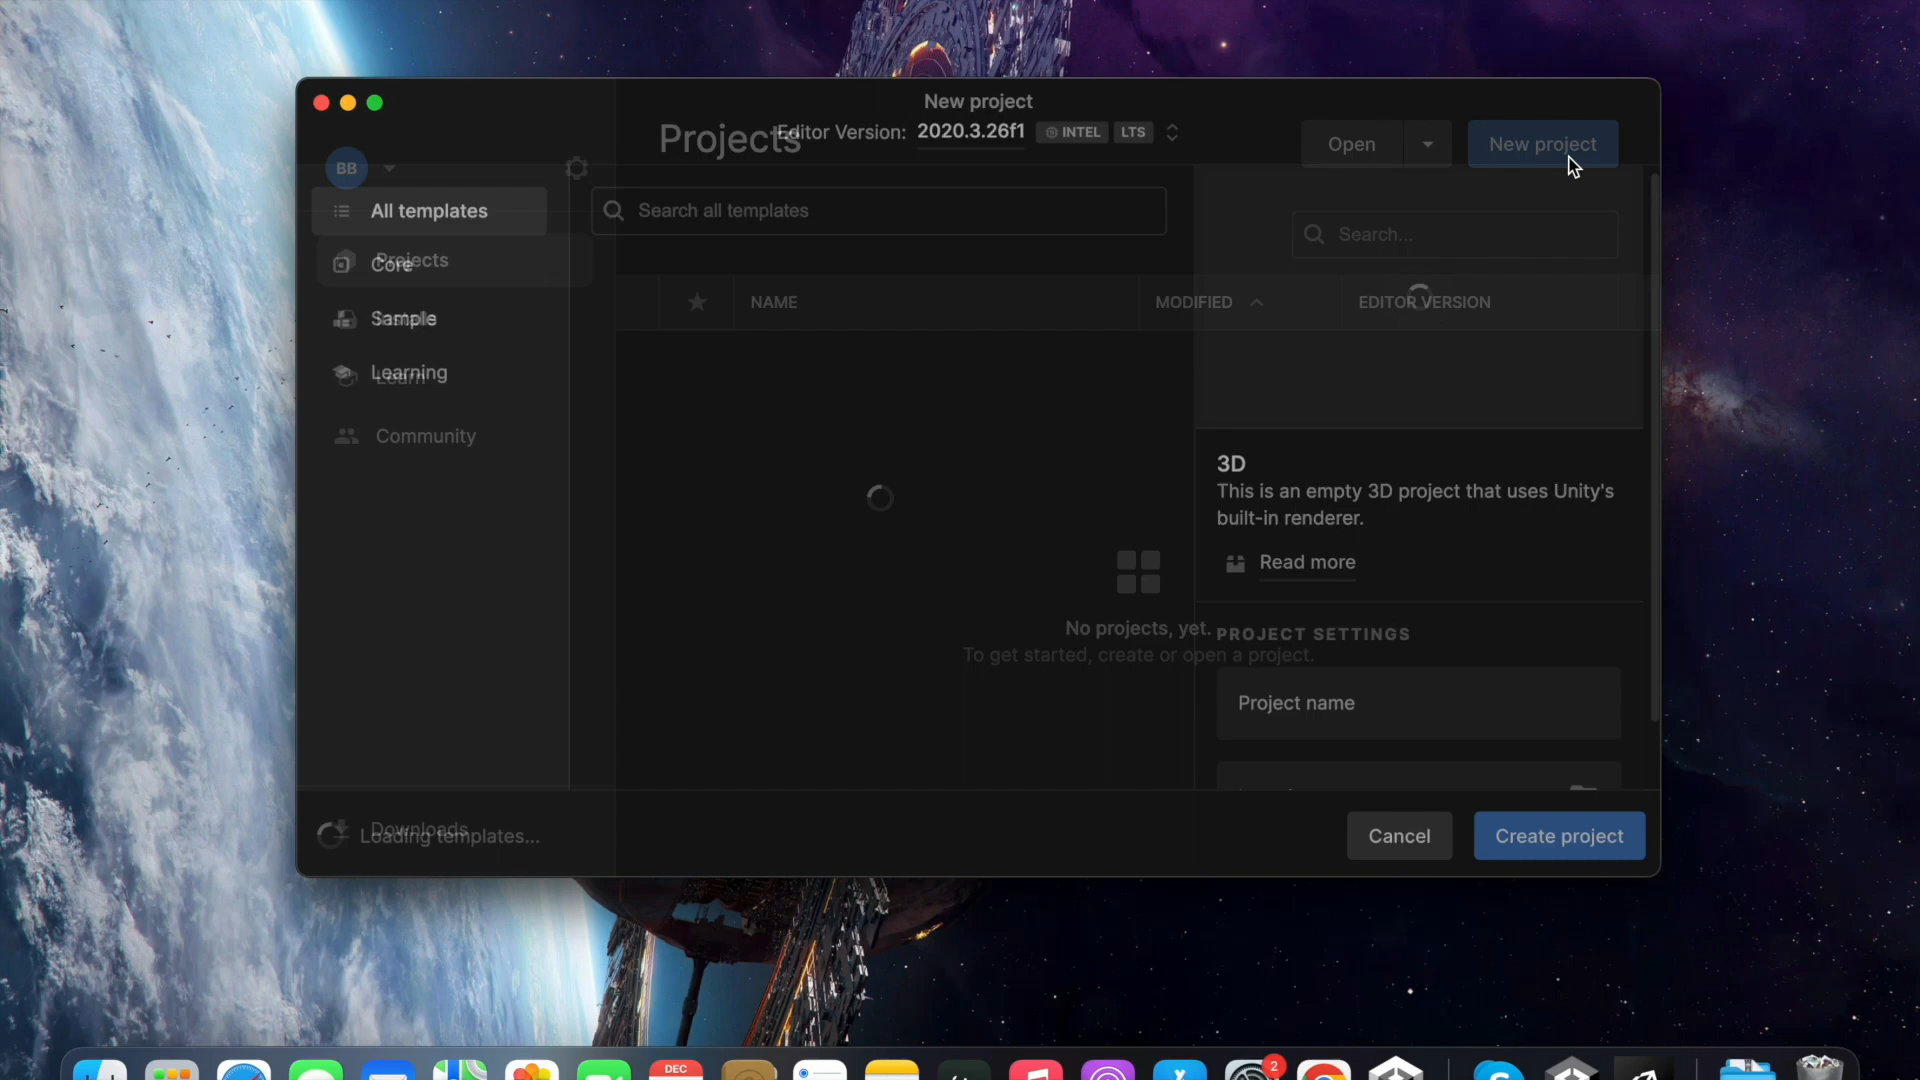 New project
Projects
Editor Version: 2020.3.26f1 INTEL LTS
Open
New project
BB
All templates
Search all templates
Search...
Projects
Core
NAME
MODIFIED
EDITOR VERSION
Sample
Learning
Learn
Community
3D
This is an empty 3D project that uses Unity's
built-in renderer.
Read more
No projects, yet.
To get started, create or open a project.
PROJECT SETTINGS
Project name
Downloads
Loading templates...
Cancel
Create project
DEC
2